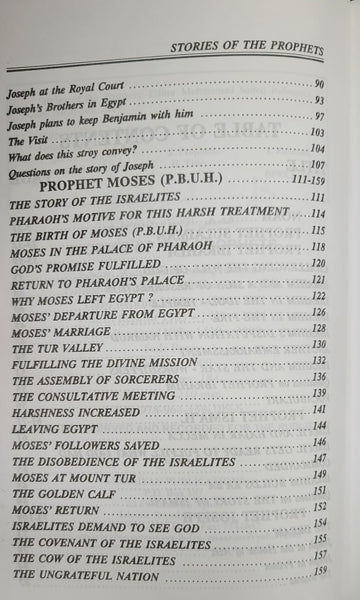 STORIES OF THE PROPHETS
Joseph at the Royal Court 90
Joseph's Brothers in Egypt 93
Joseph plans to keep Benjamin with him 97
The Visit 103
What does this stroy convey? 104
Questions on the story of Joseph 107
PROPHET MOSES (P.B.U.H.) 111-159
THE STORY OF THE ISRAELITES 111
PHARAOH'S MOTIVE FOR THIS HARSH TREATMENT 114
THE BIRTH OF MOSES (P.B.U.H.) 115
MOSES IN THE PALACE OF PHARAOH 118
GOD'S PROMISE FULFILLED 120
RETURN TO PHARAOH'S PALACE 121
WHY MOSES LEFT EGYPT ? 122
MOSES' DEPARTURE FROM EGYPT 126
MOSES' MARRIAGE 128
THE TUR VALLEY 130
FULFILLING THE DIVINE MISSION 132
THE ASSEMBLY OF SORCERERS 136
THE CONSULTATIVE MEETING 139
HARSHNESS INCREASED 141
LEAVING EGYPT 144
MOSES' FOLLOWERS SAVED 146
THE DISOBEDIENCE OF THE ISRAELITES 147
MOSES AT MOUNT TUR 149
THE GOLDEN CALF 151
MOSES' RETURN 152
ISRAELITES DEMAND TO SEE GOD 154
THE COVENANT OF THE ISRAELITES 155
THE COW OF THE ISRAELITES 157
THE UNGRATEFUL NATION 159